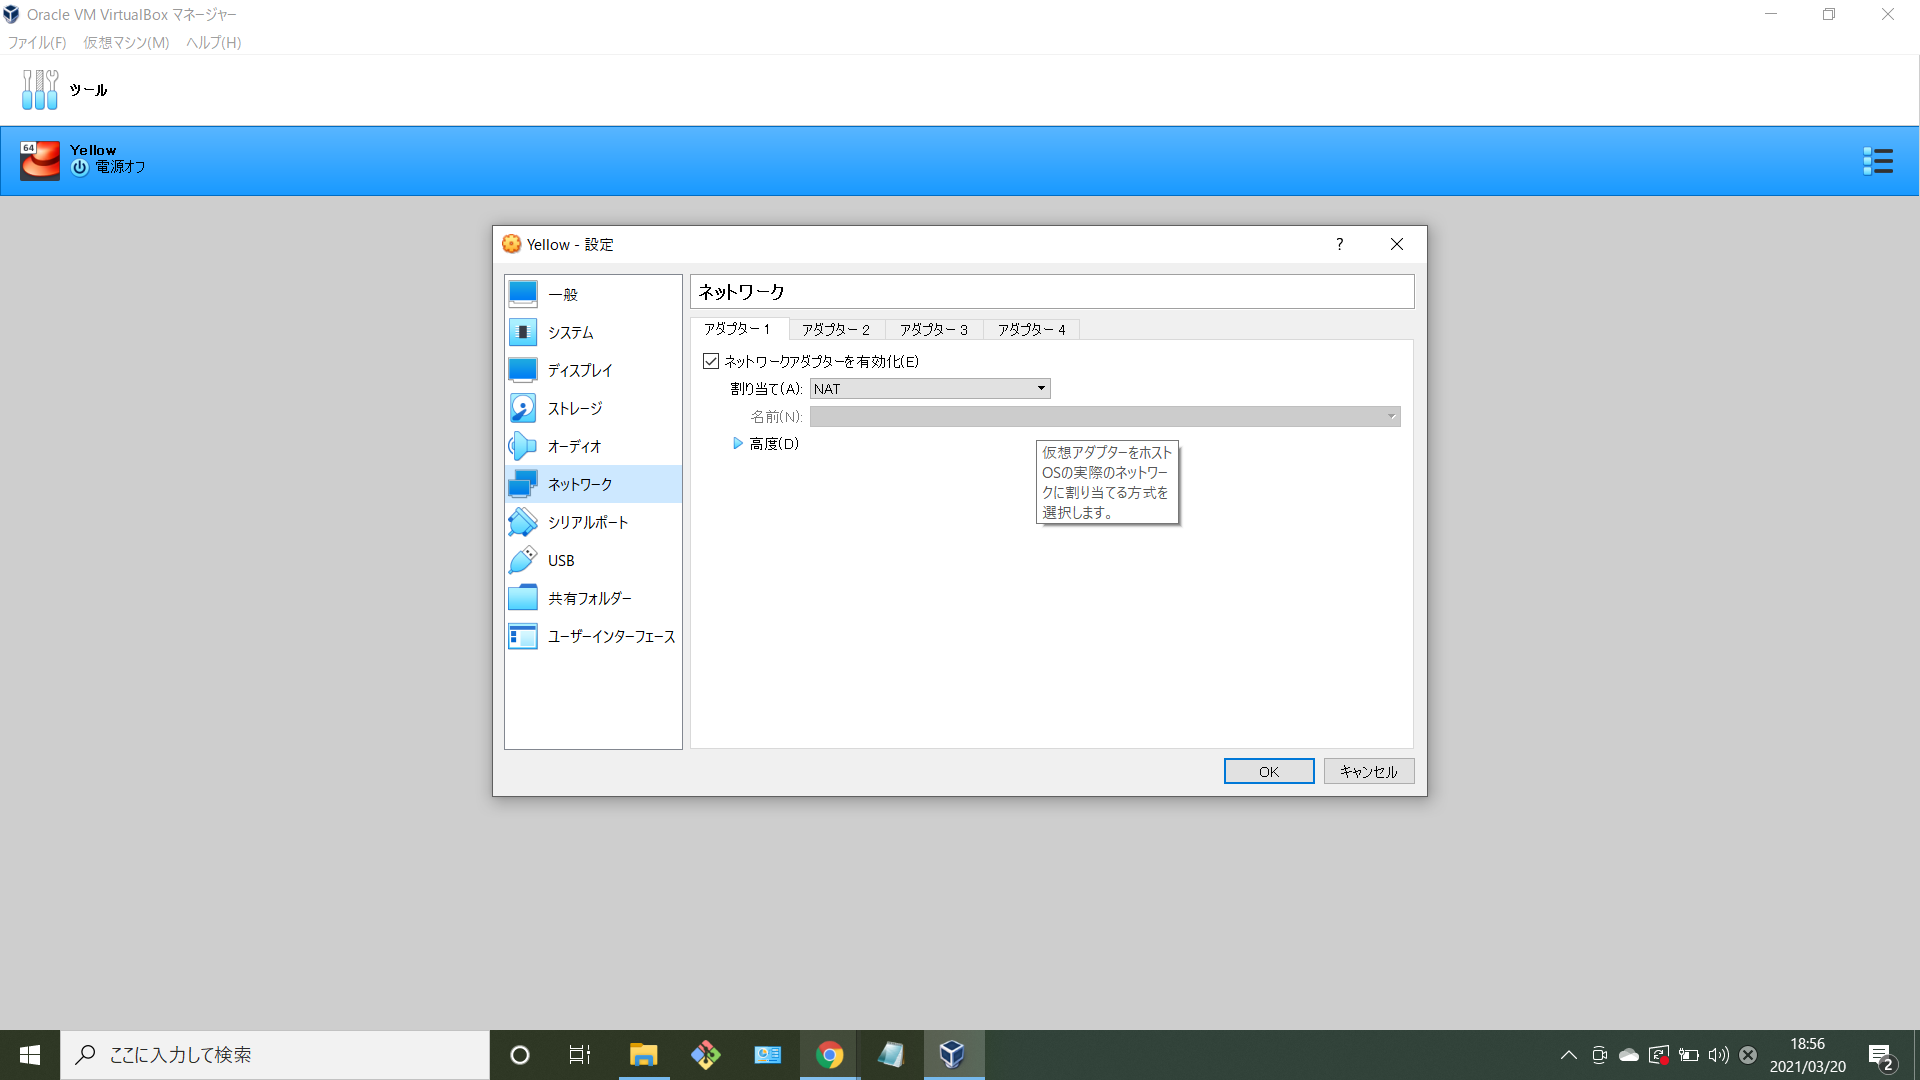 Oracle VM VirtualBox マネージャー
ファイル(F) 仮想マシン(M) ヘルプ(H)
ツール
64
Yellow
電源オフ
Yellow - 設定
?
一般
システム
ディスプレイ
ストレージ
オーディオ
ネットワーク
シリアルポート
USB
共有フォルダー
ユーザーインターフェース
ネットワーク
アダプター 1 アダプター 2 アダプター 3 アダプター 4
ネットワークアダプターを有効化(E)
割り当て(A): NAT
名前(N):
高度(D)
仮想アダプターをホスト
OSの実際のネットワー
クに割り当てる方式を
選択します。
OK キャンセル
ここに入力して検索
18:56
2021/03/20
2